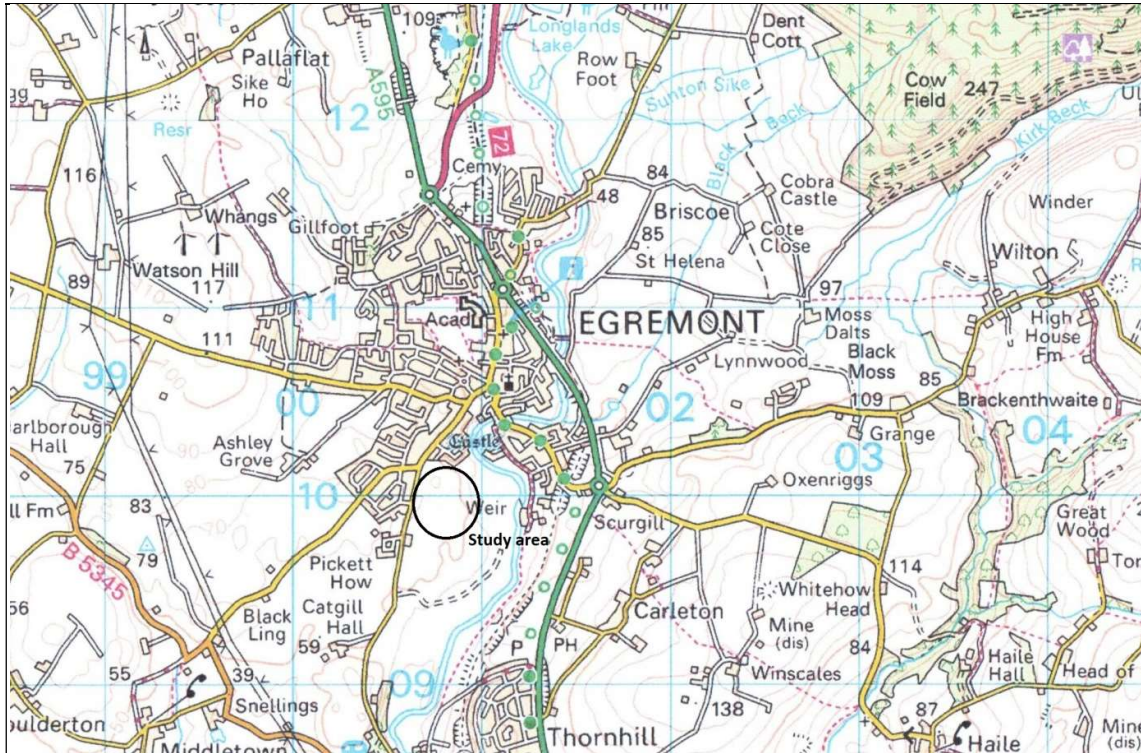 109
Longlands
Lake
Dent
Cott
Row
Foot
Pallaflat
Sike
Ho
A595
Cow
Field
247
Sunton Sike
Resr
12
72
Black
Beck
Kirk Beck
Cemy
84
116
48
Cobra
Castle
Winder
Whangs
Briscoe
Gillfoot
85
Cote
Close
Wilton
St Helena
Watson Hill
117
89
97
11
Acad
EGREMONT
Moss
Dalts
High
House
Fm
111
Lynnwood
Black
Moss
99
85
00
02
109
Brackenthwaite
Castle
Grange
04
Hall
Ashley
Grove
03
75
Oxenriggs
10
Weir
ll Fm
83
Study area
Scurgill
Great
Wood
79
Pickett
How
114
B 5345
Whitehow
Head
56
Black
Ling
Catgill
Hall
Carleton
59
Mine
(dis)
P
PH
84
Haile
Hall
Head of
55
39
09
Winscales
Snellings
138
87
oulderton
Thornhill
Middletown
Haile
(dis)